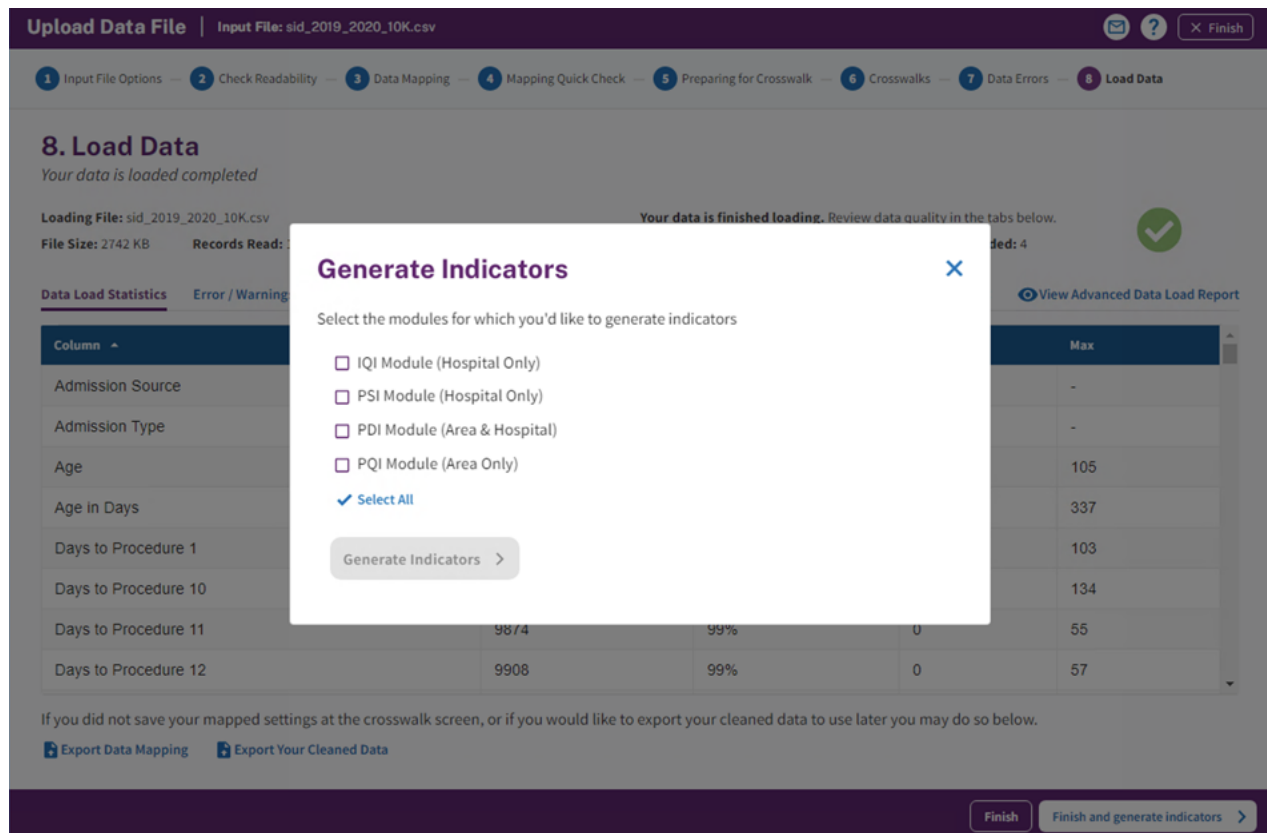 Upload Data File | Input File: sid_2019_2020_10K.csv ? × Finish
1 Input File Options — 2 Check Readability — 3 Data Mapping — 4 Mapping Quick Check — 5 Preparing for Crosswalk — 6 Crosswalks — 7 Data Errors — 8 Load Data
8. Load Data
Your data is loaded completed
Loading File: sid_2019_2020_10K.csv Your data is finished loading. Review data quality in the tabs below.
File Size: 2742 KB Records Read: ded: 4
Data Load Statistics Error / Warning View Advanced Data Load Report
Generate Indicators
Select the modules for which you'd like to generate indicators
IQI Module (Hospital Only)
PSI Module (Hospital Only)
PDI Module (Area & Hospital)
PQI Module (Area Only)
Select All
Generate Indicators >
Column Max
Admission Source -
Admission Type -
Age 105
Age in Days 337
Days to Procedure 1 103
Days to Procedure 10 134
Days to Procedure 11 9874 99% 0 55
Days to Procedure 12 9908 99% 0 57
If you did not save your mapped settings at the crosswalk screen, or if you would like to export your cleaned data to use later you may do so below.
Export Data Mapping Export Your Cleaned Data
Finish Finish and generate indicators >